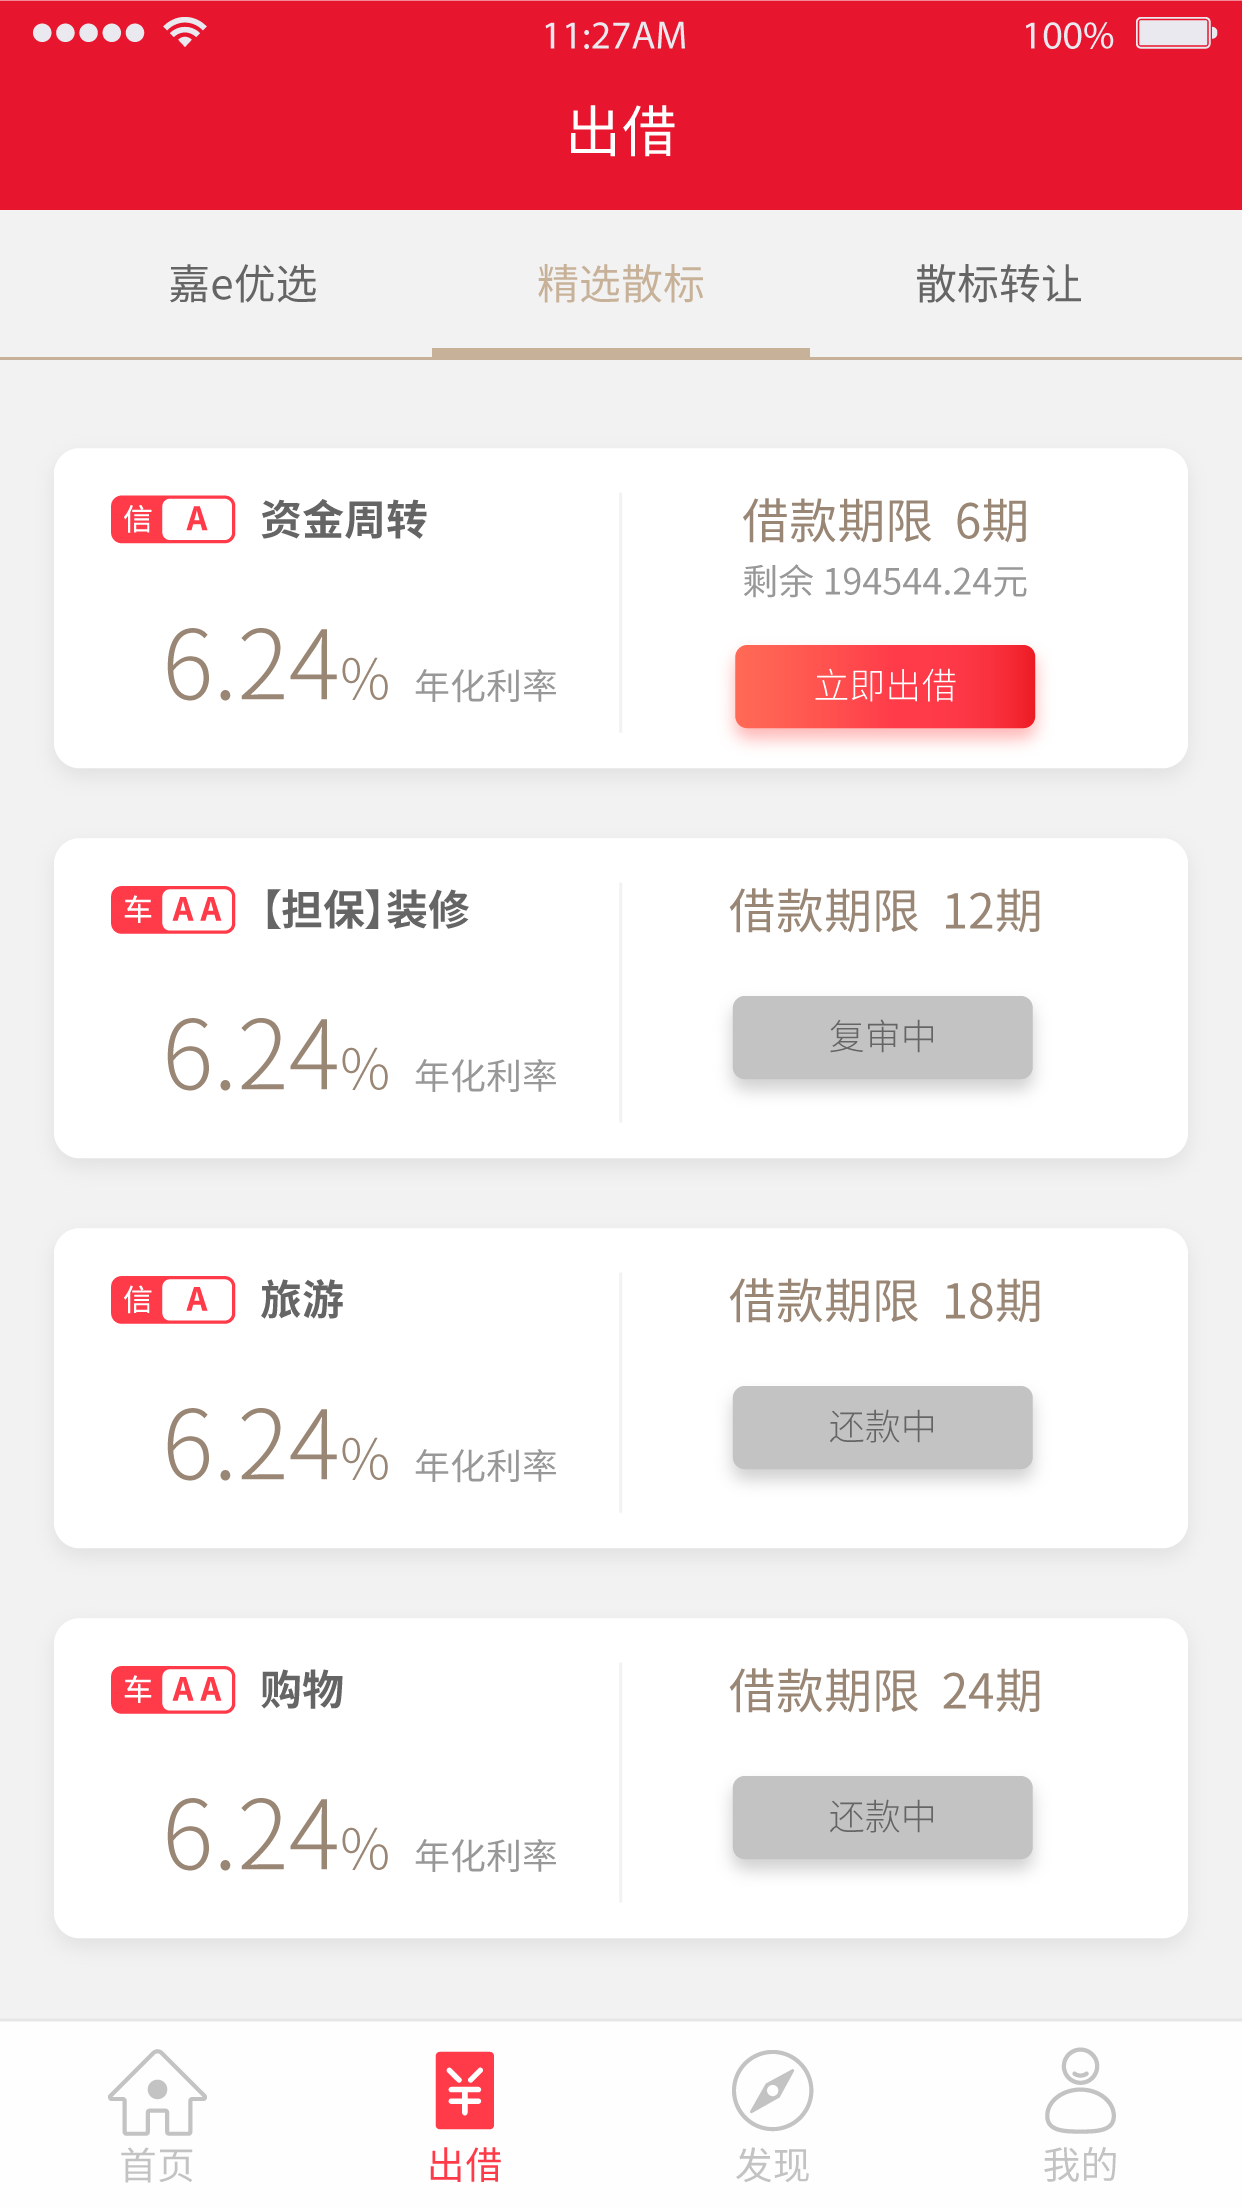 11:27AM 100%
出借
嘉e优选 精选散标 散标转让
信 A 资金周转
借款期限 6期
剩余 194544.24元
6.24% 年化利率
立即出借
车 AA 【担保】装修
借款期限 12期
6.24% 年化利率
复审中
信 A 旅游
借款期限 18期
6.24% 年化利率
还款中
车 AA 购物
借款期限 24期
6.24% 年化利率
还款中
首页 出借 发现 我的